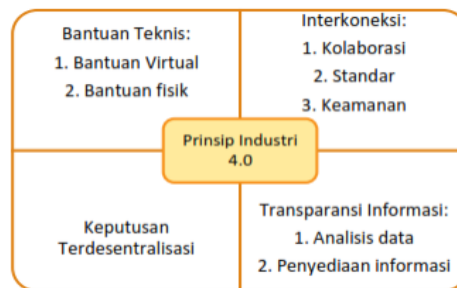 Bantuan Teknis:
1. Bantuan Virtual
2. Bantuan fisik
Interkoneksi:
1. Kolaborasi
2. Standar
3. Keamanan
Prinsip Industri
4.0
Keputusan
Terdesentralisasi
Transparansi Informasi:
1. Analisis data
2. Penyediaan informasi